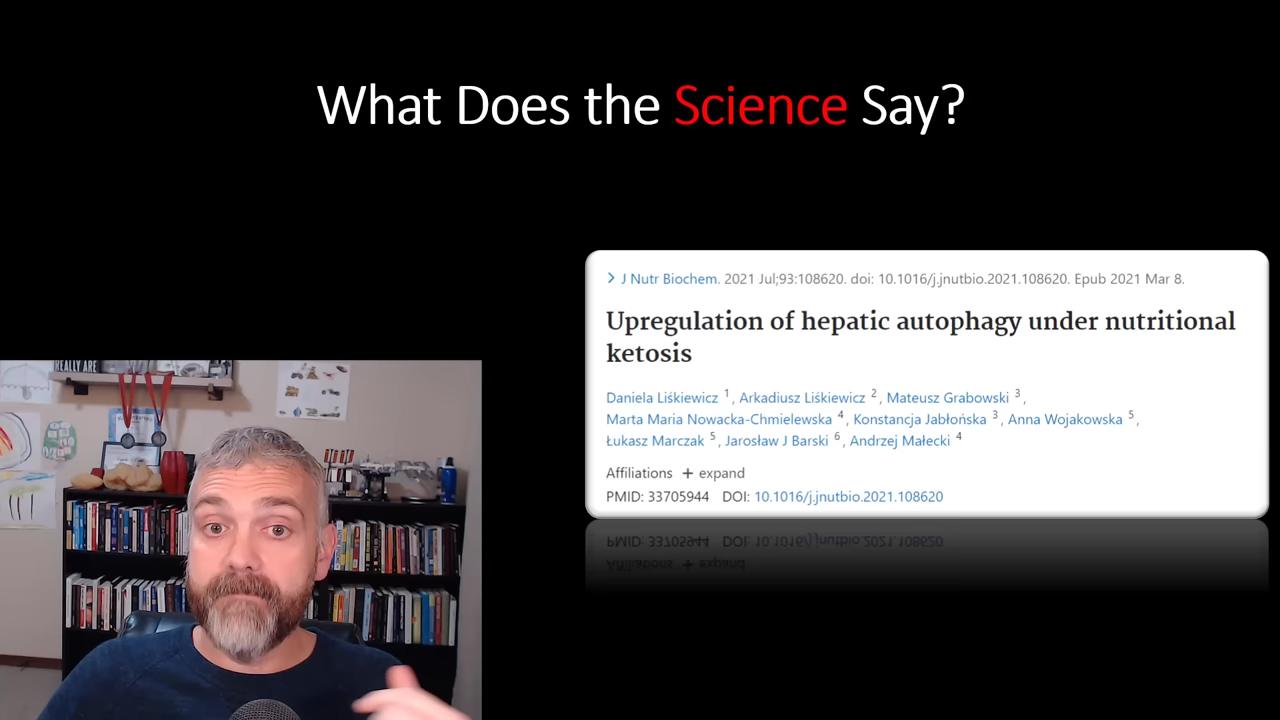 What Does the Science Say?
J Nutr Biochem. 2021 Jul;93:108620. doi: 10.1016/j.jnutbio.2021.108620. Epub 2021 Mar 8.
Upregulation of hepatic autophagy under nutritional
ketosis
Daniela Liśkiewicz 1, Arkadiusz Liśkiewicz 2, Mateusz Grabowski 3,
Marta Maria Nowacka-Chmielewska 4, Konstancja Jabłońska 3, Anna Wojakowska 5,
Łukasz Marczak 5, Jarosław J Barski 6, Andrzej Małecki 4
Affiliations + expand
PMID: 33705944 DOI: 10.1016/j.jnutbio.2021.108620
REALLY ARE